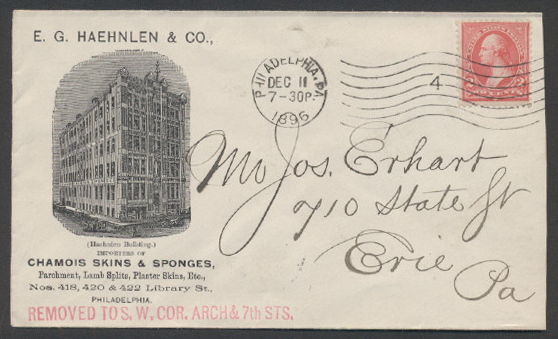 E. G. HAEHNLEN & CO.,
(Haehnlen Building.)
IMPORTERS OF
CHAMOIS SKINS & SPONGES,
Parchment, Lamb Splits, Plaster Skins, Etc.,
Nos. 418, 420 & 422 Library St.,
PHILADELPHIA.
REMOVED TO S. W. COR. ARCH & 7th STS.
PHILADELPHIA, PA.
DEC 11
7-30P.
1896
4
Mr Jos. Erhart
710 State St
Erie
Pa